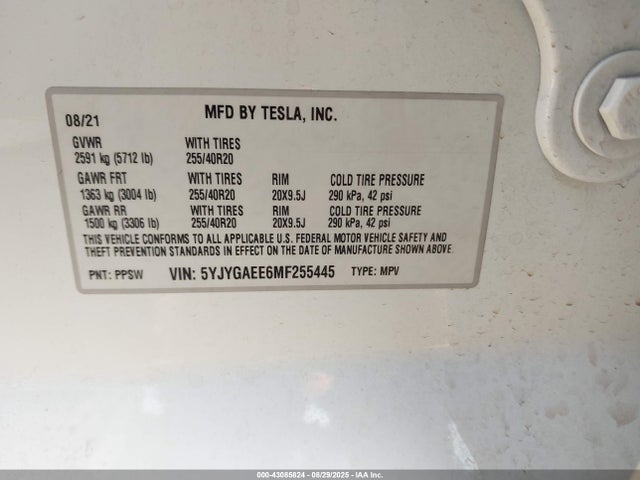 08/21 MFD BY TESLA, INC.
GVWR WITH TIRES
2591 kg (5712 lb) 255/40R20
GAWR FRT WITH TIRES RIM COLD TIRE PRESSURE
1363 kg (3004 lb) 255/40R20 20X9.5J 290 kPa, 42 psi
GAWR RR WITH TIRES RIM COLD TIRE PRESSURE
1500 kg (3306 lb) 255/40R20 20X9.5J 290 kPa, 42 psi
THIS VEHICLE CONFORMS TO ALL U.S. FEDERAL MOTOR VEHICLE SAFETY AND
THEFT PREVENTION STANDARDS IN EFFECT ON THE DATE OF MANUFACTURE SHOWN ABOVE.
PNT: PPSW VIN: 5YJYGAEE6MF255445 TYPE: MPV
000-43085824 - 08/29/2025 - IAA Inc.